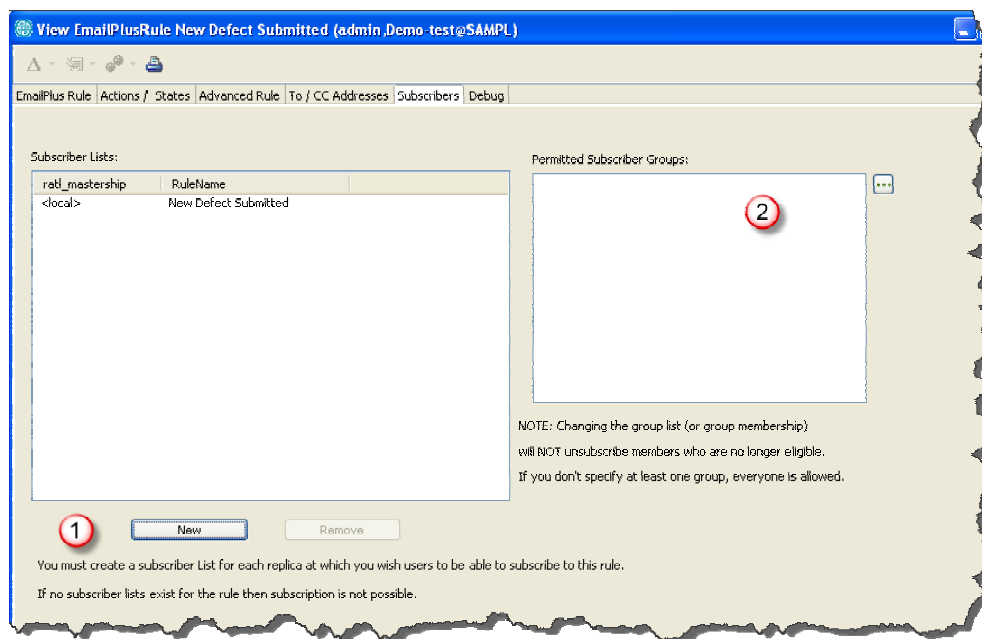 View EmailPlusRule New Defect Submitted (admin ,Demo-test@SAMPL)
EmailPlus Rule Actions / States Advanced Rule To / CC Addresses Subscribers Debug
Subscriber Lists:
Permitted Subscriber Groups:
ratl_mastership RuleName
<local> New Defect Submitted
2
NOTE: Changing the group list (or group membership)
will NOT unsubscribe members who are no longer eligible.
If you don't specify at least one group, everyone is allowed.
1
New Remove
You must create a subscriber List for each replica at which you wish users to be able to subscribe to this rule.
If no subscriber lists exist for the rule then subscription is not possible.